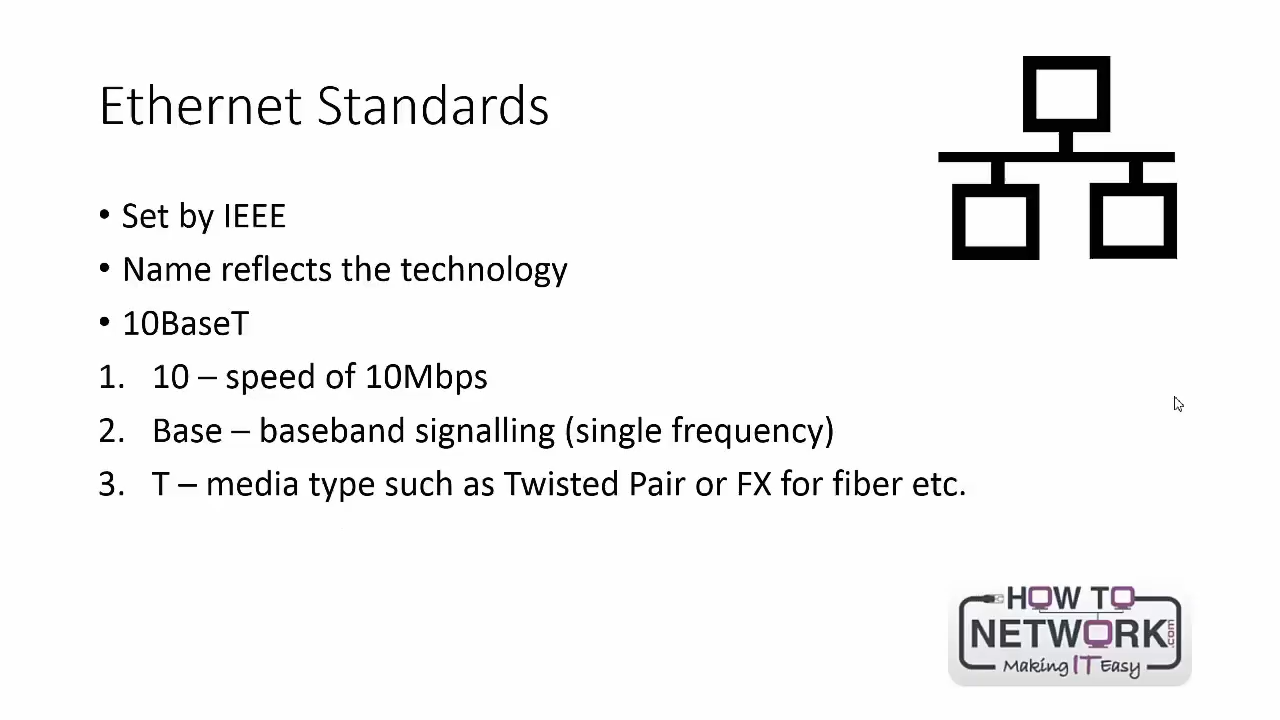 Ethernet Standards
• Set by IEEE
• Name reflects the technology
• 10BaseT
1. 10 – speed of 10Mbps
2. Base – baseband signalling (single frequency)
3. T – media type such as Twisted Pair or FX for fiber etc.
HOW TO
NETWORK.com
Making IT Easy